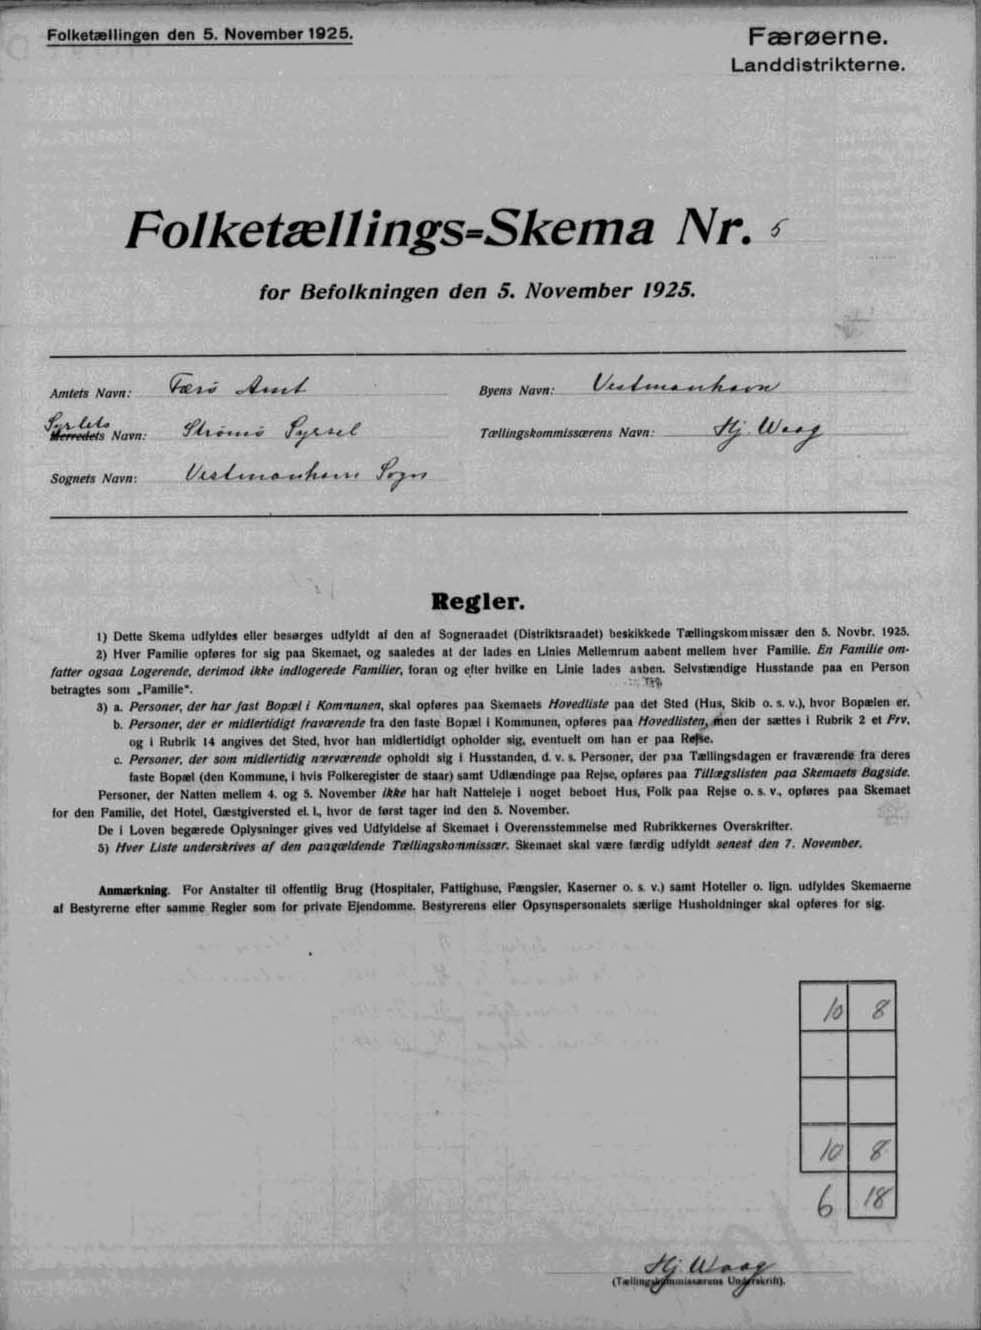 Folketællingen den 5. November 1925.
Færøerne.
Landdistrikterne.
Folketællings=Skema Nr. 5
for Befolkningen den 5. November 1925.
Amtets Navn: Færö Amt
Byens Navn: Vestmanhavn
Syslets
Herredets Navn: Strömö Syssel
Tællingskommissærens Navn: Hj. Waag
Sognets Navn: Vestmanhavns Sogn
Regler.
1) Dette Skema udfyldes eller besørges udfyldt af den af Sogneraadet (Distriktsraadet) beskikkede Tællingskommissær den 5. Novbr. 1925.
2) Hver Familie opføres for sig paa Skemaet, og saaledes at der lades en Linies Mellemrum aabent mellem hver Familie. En Familie om-
fatter ogsaa Logerende, derimod ikke indlogerede Familier, foran og efter hvilke en Linie lades aaben. Selvstændige Husstande paa en Person
betragtes som „Familie".
3) a. Personer, der har fast Bopæl i Kommunen, skal opføres paa Skemaets Hovedliste paa det Sted (Hus, Skib o. s. v.), hvor Bopælen er.
b. Personer, der er midlertidigt fraværende fra den faste Bopæl i Kommunen, opføres paa Hovedlisten, men der sættes i Rubrik 2 et Frv.
og i Rubrik 14 angives det Sted, hvor han midlertidigt opholder sig, eventuelt om han er paa Rejse.
c. Personer, der som midlertidig nærværende opholdt sig i Husstanden, d. v. s. Personer, der paa Tællingsdagen er fraværende fra deres
faste Bopæl (den Kommune, i hvis Folkeregister de staar) samt Udlændinge paa Rejse, opføres paa Tillægslisten paa Skemaets Bagside.
Personer, der Natten mellem 4. og 5. November ikke har haft Natteleje i noget beboet Hus, Folk paa Rejse o. s. v., opføres paa Skemaet
for den Familie, det Hotel, Gæstgiversted el. l., hvor de først tager ind den 5. November.
De i Loven begærede Oplysninger gives ved Udfyldelse af Skemaet i Overensstemmelse med Rubrikkernes Overskrifter.
5) Hver Liste underskrives af den paagældende Tællingskommissær. Skemaet skal være færdig udfyldt senest den 7. November.
Anmærkning. For Anstalter til offentlig Brug (Hospitaler, Fattighuse, Fængsler, Kaserner o. s. v.) samt Hoteller o. lign. udfyldes Skemaerne
af Bestyrerne efter samme Regler som for private Ejendomme. Bestyrerens eller Opsynspersonalets særlige Husholdninger skal opføres for sig.
10 8
10 8
6 18
Hj Waag
(Tællingskommissærens Underskrift).